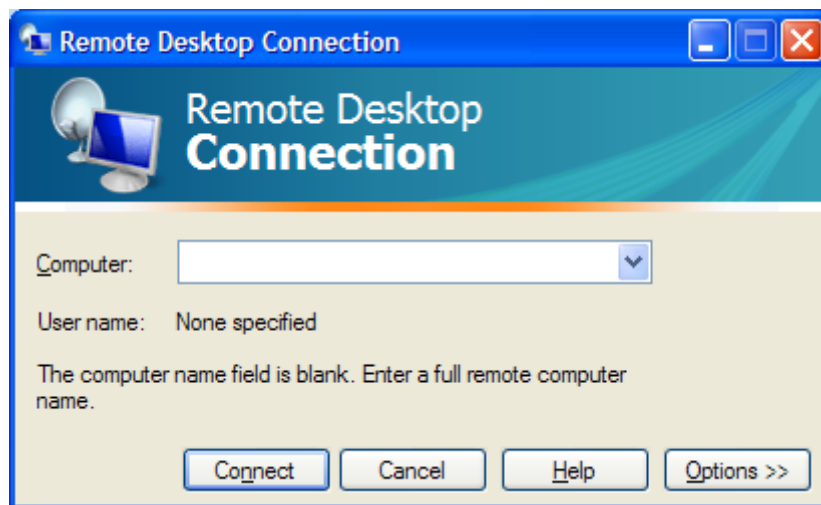 Remote Desktop Connection
Remote Desktop
Connection
Computer:
User name: None specified
The computer name field is blank. Enter a full remote computer
name.
Connect Cancel Help Options >>